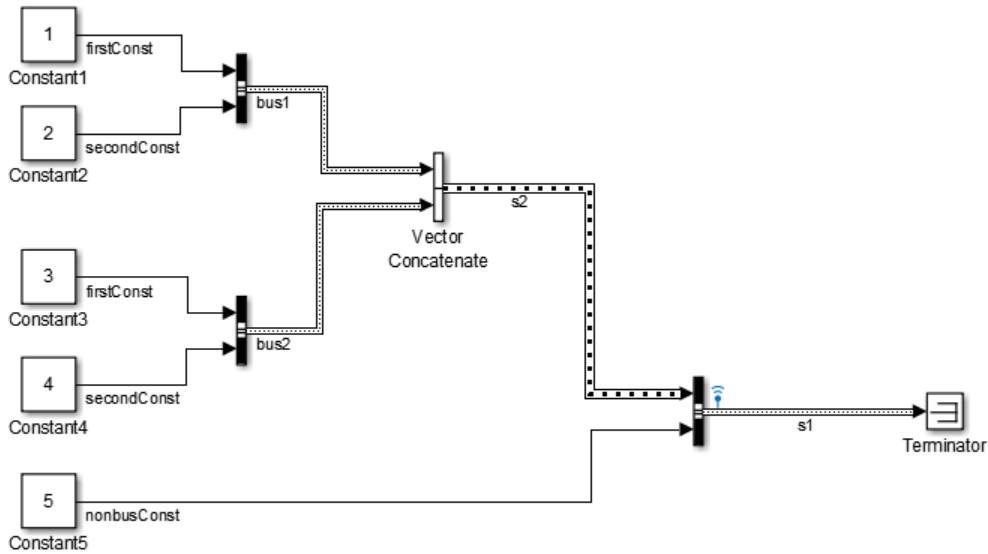 1
firstConst
Constant1
bus1
2
secondConst
Constant2
s2
Vector
Concatenate
3
firstConst
Constant3
bus2
4
secondConst
Constant4
s1
Terminator
5
nonbusConst
Constant5